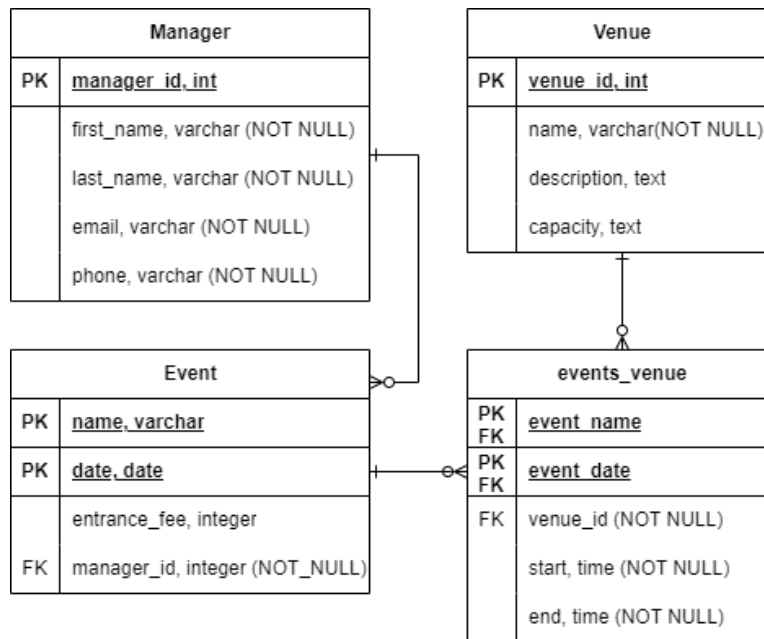 Manager
PK manager_id, int
first_name, varchar (NOT NULL)
last_name, varchar (NOT NULL)
email, varchar (NOT NULL)
phone, varchar (NOT NULL)
Venue
PK venue_id, int
name, varchar(NOT NULL)
description, text
capacity, text
Event
PK name, varchar
PK date, date
entrance_fee, integer
FK manager_id, integer (NOT_NULL)
events_venue
PK
FK event_name
PK
FK event_date
FK venue_id (NOT NULL)
start, time (NOT NULL)
end, time (NOT NULL)